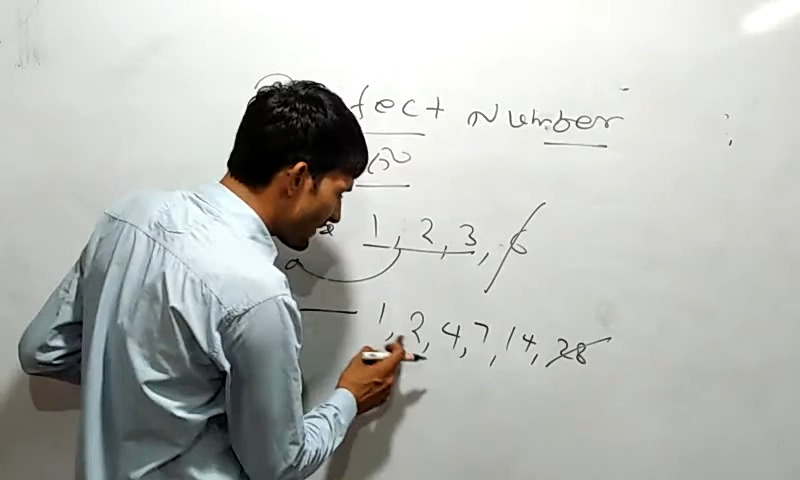 fect Number
1, 2, 3, 6
1, 2, 4, 7, 14, 28